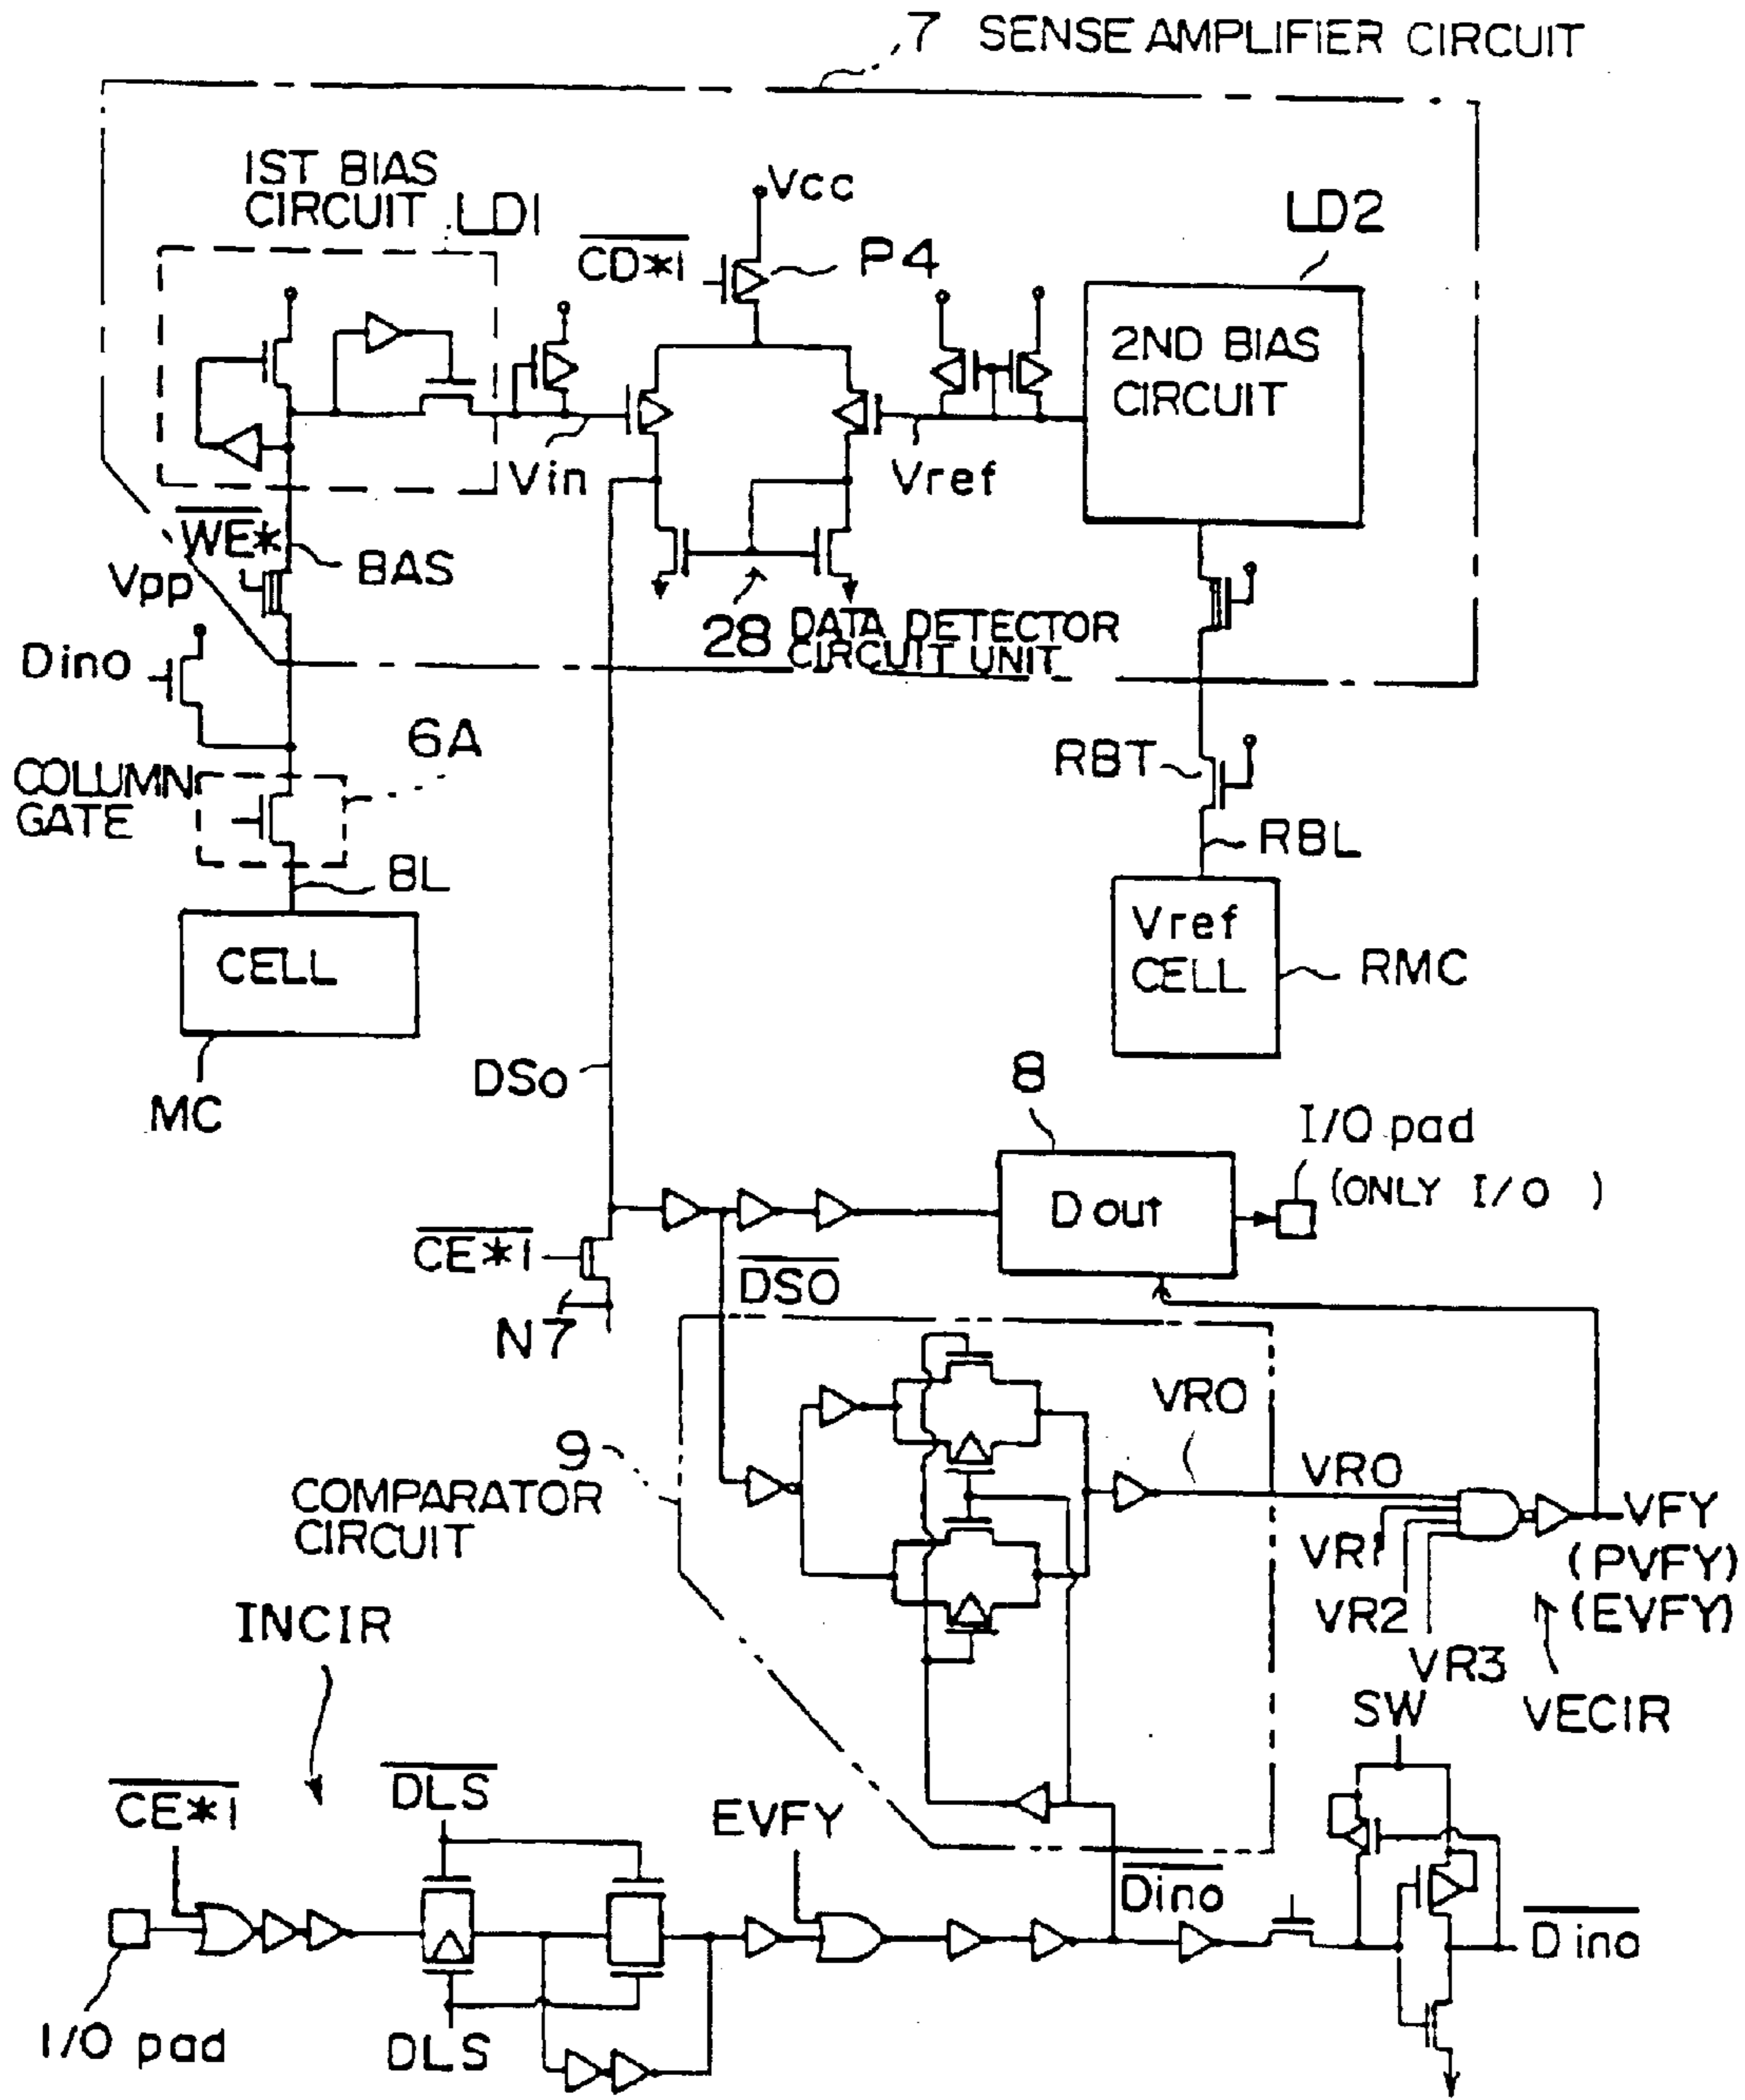 7 SENSE AMPLIFIER CIRCUIT
1ST BIAS
CIRCUIT LD1
Vcc
LD2
CD*i
P4
2ND BIAS
CIRCUIT
Vin
Vref
WE*
BAS
Vpp
28 DATA DETECTOR
CIRCUIT UNIT
Dino
6A
RBT
COLUMN
GATE
RBL
BL
CELL
Vref
CELL
RMC
DSo
MC
8
I/O pad
(ONLY I/O )
D out
CE*i
DSO
N7
VRO
9
COMPARATOR
CIRCUIT
VRO
VFY
VR1
(PVFY)
VR2
(EVFY)
INCIR
VR3
VECIR
SW
CE*i
DLS
EVFY
Dino
Dino
I/O pad
DLS